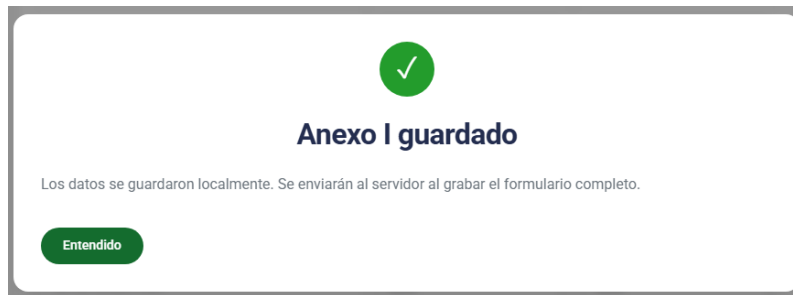 Anexo I guardado
Los datos se guardaron localmente. Se enviarán al servidor al grabar el formulario completo.
Entendido